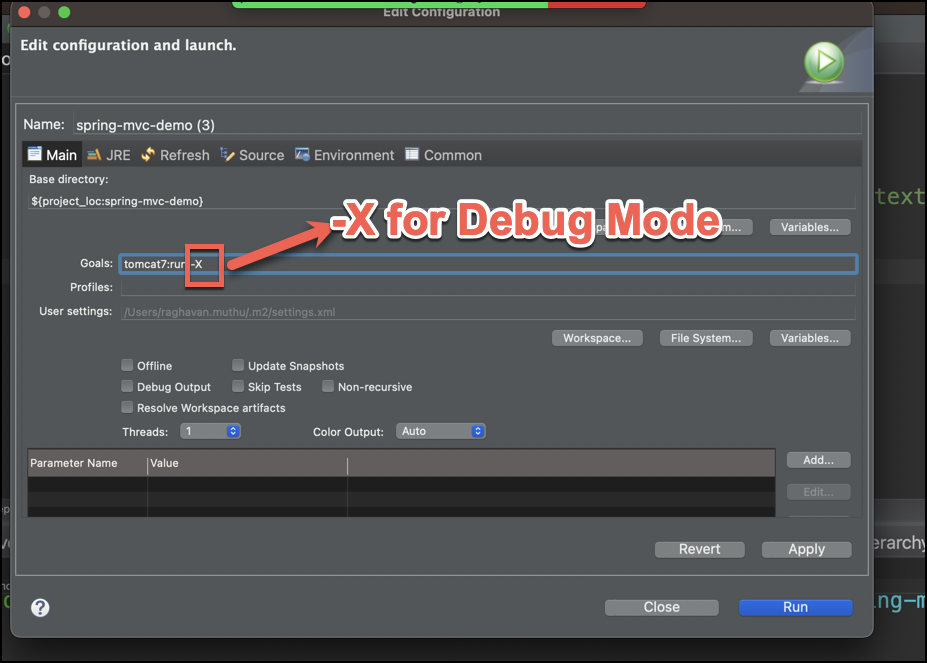 Edit Configuration
Edit configuration and launch.
Name: spring-mvc-demo (3)
Main JRE Refresh Source Environment Common
Base directory:
${project_loc:spring-mvc-demo}
-X for Debug Mode
Variables...
Goals: tomcat7:run -X
Profiles:
User settings: /Users/raghavan.muthu/.m2/settings.xml
Workspace... File System... Variables...
Offline Update Snapshots
Debug Output Skip Tests Non-recursive
Resolve Workspace artifacts
Threads: 1 Color Output: Auto
Parameter Name Value
Add...
Edit...
Revert Apply
? Close Run
text
erarchy
ing-m